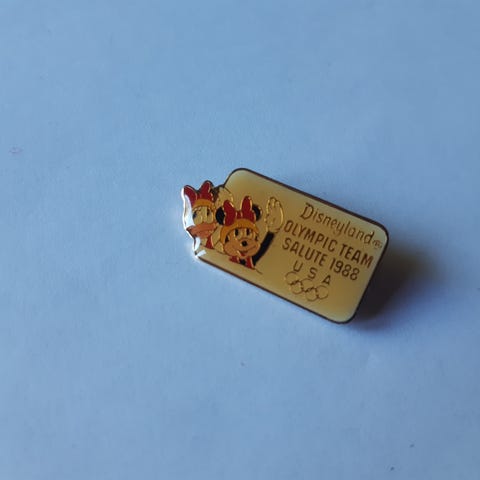 Disneyland®
OLYMPIC TEAM
SALUTE 1988
USA